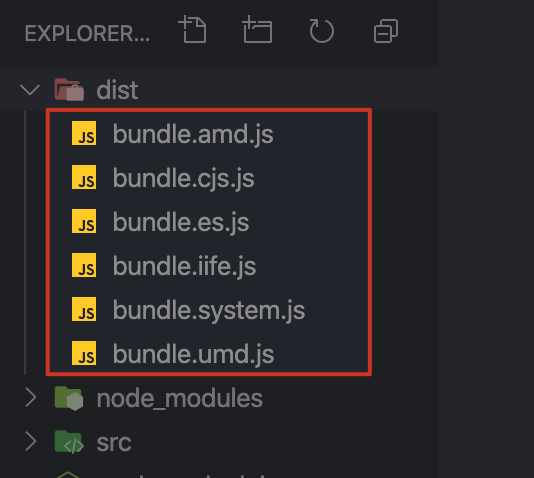 EXPLORER...
dist
JS bundle.amd.js
JS bundle.cjs.js
JS bundle.es.js
JS bundle.iife.js
JS bundle.system.js
JS bundle.umd.js
node_modules
src